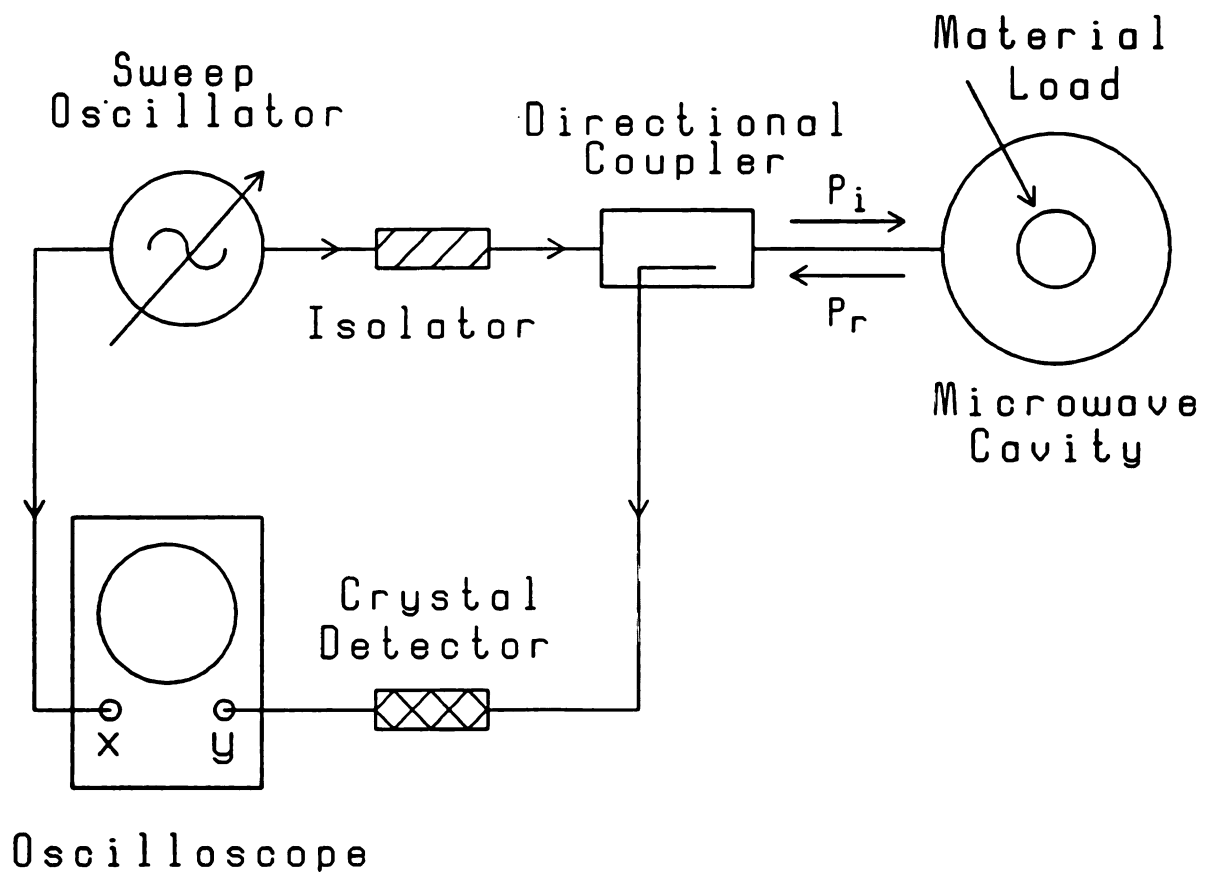 Material
Load
Sweep
Oscillator
Directional
Coupler
Pi
Isolator
Pr
Microwave
Cavity
Crystal
Detector
x
y
Oscilloscope